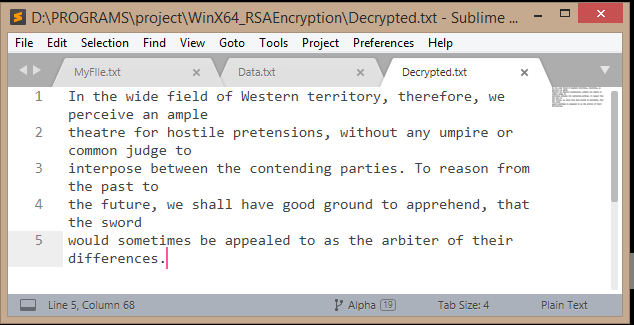 D:\PROGRAMS\project\WinX64_RSAEncryption\Decrypted.txt - Sublime ...
File Edit Selection Find View Goto Tools Project Preferences Help
MyFile.txt Data.txt Decrypted.txt
1 In the wide field of Western territory, therefore, we
perceive an ample
2 theatre for hostile pretensions, without any umpire or
common judge to
3 interpose between the contending parties. To reason from
the past to
4 the future, we shall have good ground to apprehend, that
the sword
5 would sometimes be appealed to as the arbiter of their
differences.
Line 5, Column 68 Alpha 19 Tab Size: 4 Plain Text